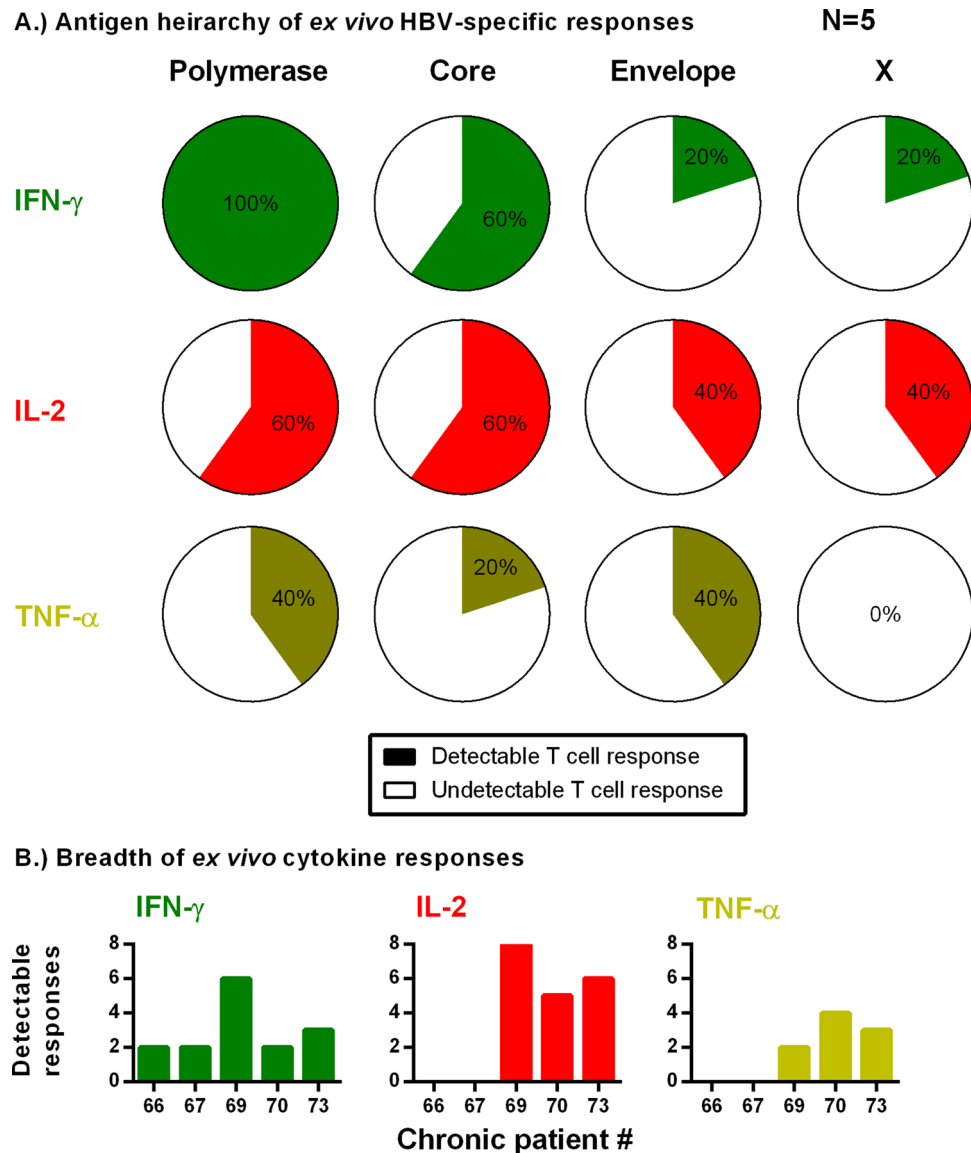 A.) Antigen heirarchy of ex vivo HBV-specific responses N=5
Polymerase Core Envelope X
IFN-γ 100% 60% 20% 20%
IL-2 60% 60% 40% 40%
TNF-α 40% 20% 40% 0%
Detectable T cell response
Undetectable T cell response
B.) Breadth of ex vivo cytokine responses
IFN-γ IL-2 TNF-α
Detectable
responses
8 8 8
6 6 6
4 4 4
2 2 2
0 0 0
66 67 69 70 73 66 67 69 70 73 66 67 69 70 73
Chronic patient #